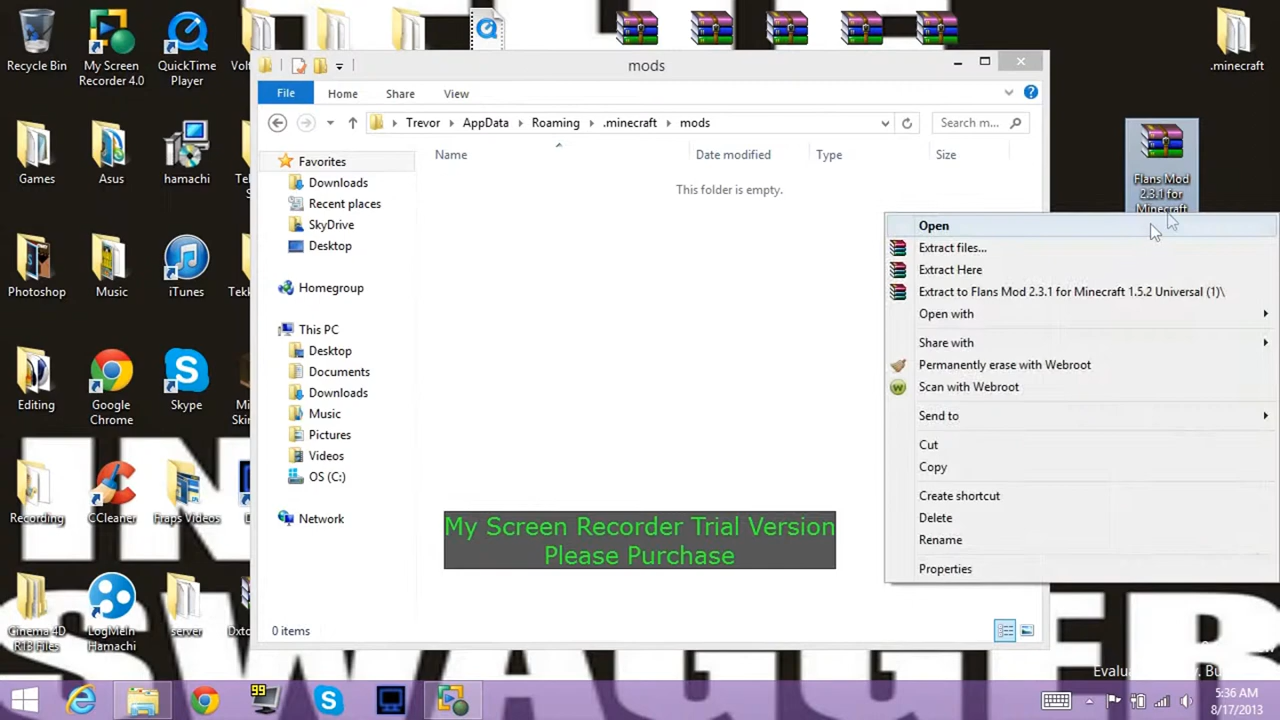 Recycle Bin
My Screen
Recorder 4.0
QuickTime
Player
.minecraft
mods
File
Home
Share
View
Trevor
AppData
Roaming
.minecraft
mods
Search m...
Name
Date modified
Type
Size
This folder is empty.
Favorites
Downloads
Recent places
SkyDrive
Desktop
Homegroup
This PC
Desktop
Documents
Downloads
Music
Pictures
Videos
OS (C:)
Network
0 items
Games
Asus
hamachi
Photoshop
Music
iTunes
Editing
Google
Chrome
Skype
Recording
CCleaner
Fraps Videos
Cinema 4D
R13 Files
LogMeIn
Hamachi
server
Flans Mod
2.3.1 for
Minecraft
Open
Extract files...
Extract Here
Extract to Flans Mod 2.3.1 for Minecraft 1.5.2 Universal (1)\
Open with
Share with
Permanently erase with Webroot
Scan with Webroot
Send to
Cut
Copy
Create shortcut
Delete
Rename
Properties
My Screen Recorder Trial Version
Please Purchase
99
5:36 AM
8/17/2013